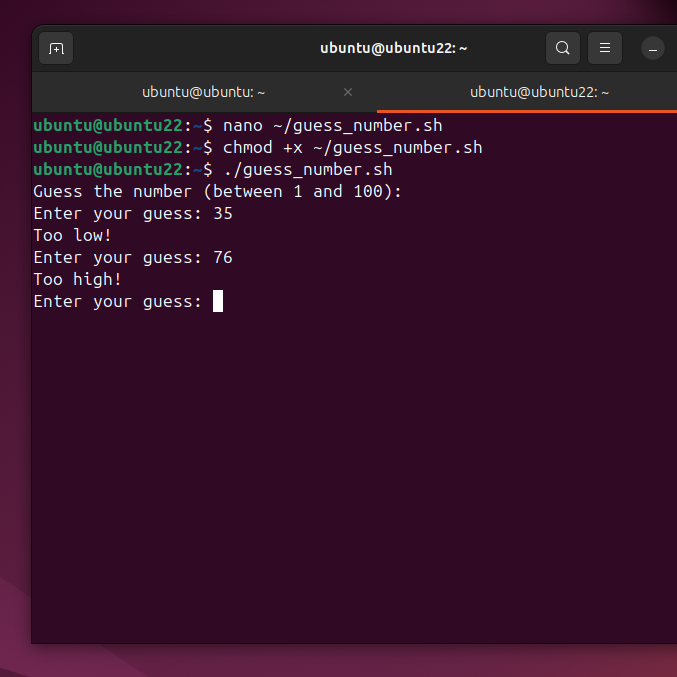 ubuntu@ubuntu22: ~
ubuntu@ubuntu: ~
ubuntu@ubuntu22: ~
ubuntu@ubuntu22:~$ nano ~/guess_number.sh
ubuntu@ubuntu22:~$ chmod +x ~/guess_number.sh
ubuntu@ubuntu22:~$ ./guess_number.sh
Guess the number (between 1 and 100):
Enter your guess: 35
Too low!
Enter your guess: 76
Too high!
Enter your guess: